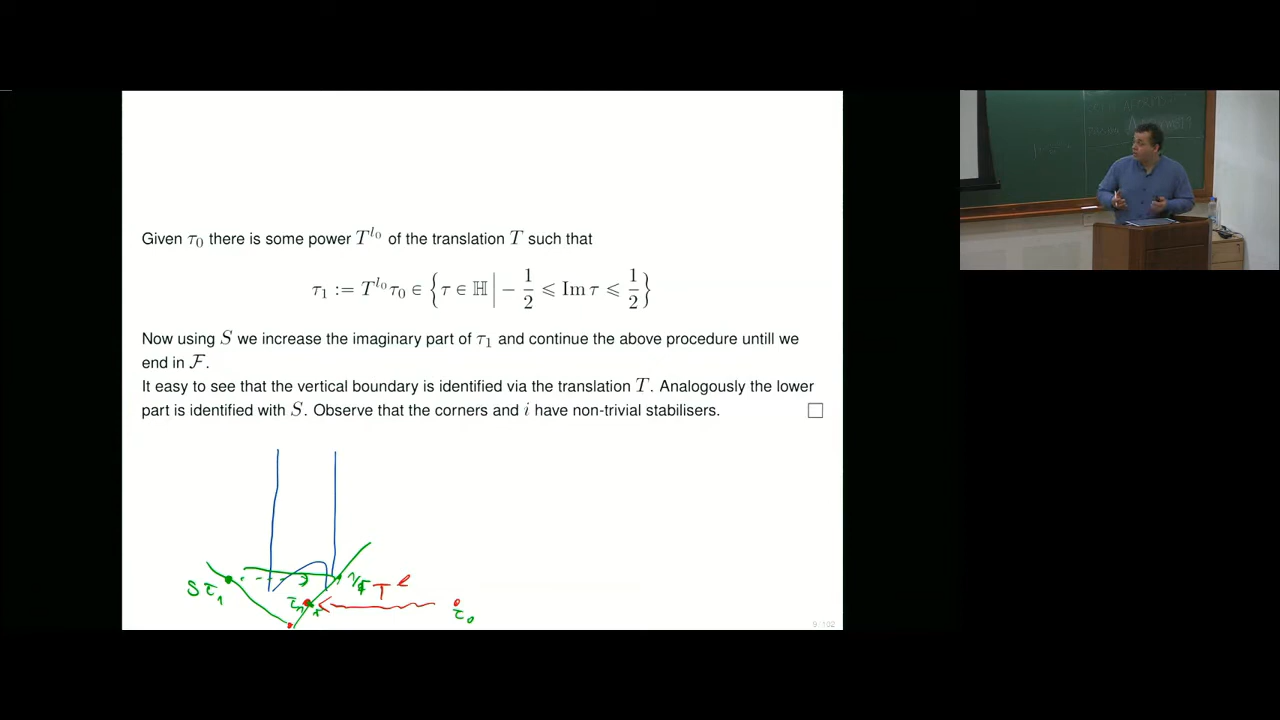 Given τ₀ there is some power T^{l₀} of the translation T such that
τ₁ := T^{l₀}τ₀ ∈ {τ ∈ ℍ | − 1/2 ⩽ Im τ ⩽ 1/2}
Now using S we increase the imaginary part of τ₁ and continue the above procedure untill we
end in ℱ.
It easy to see that the vertical boundary is identified via the translation T. Analogously the lower
part is identified with S. Observe that the corners and i have non-trivial stabilisers. □
Sτ₁
T^l
τ₁
τ₀
9/102